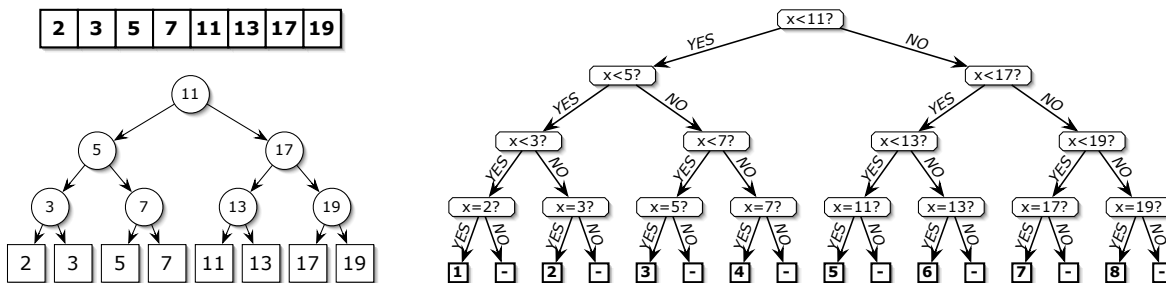 2 3 5 7 11 13 17 19
11
5 17
3 7 13 19
2 3 5 7 11 13 17 19
x<11?
YES NO
x<5? x<17?
YES NO YES NO
x<3? x<7? x<13? x<19?
YES NO YES NO YES NO YES NO
x=2? x=3? x=5? x=7? x=11? x=13? x=17? x=19?
YES NO YES NO YES NO YES NO YES NO YES NO YES NO YES NO
1 - 2 - 3 - 4 - 5 - 6 - 7 - 8 -